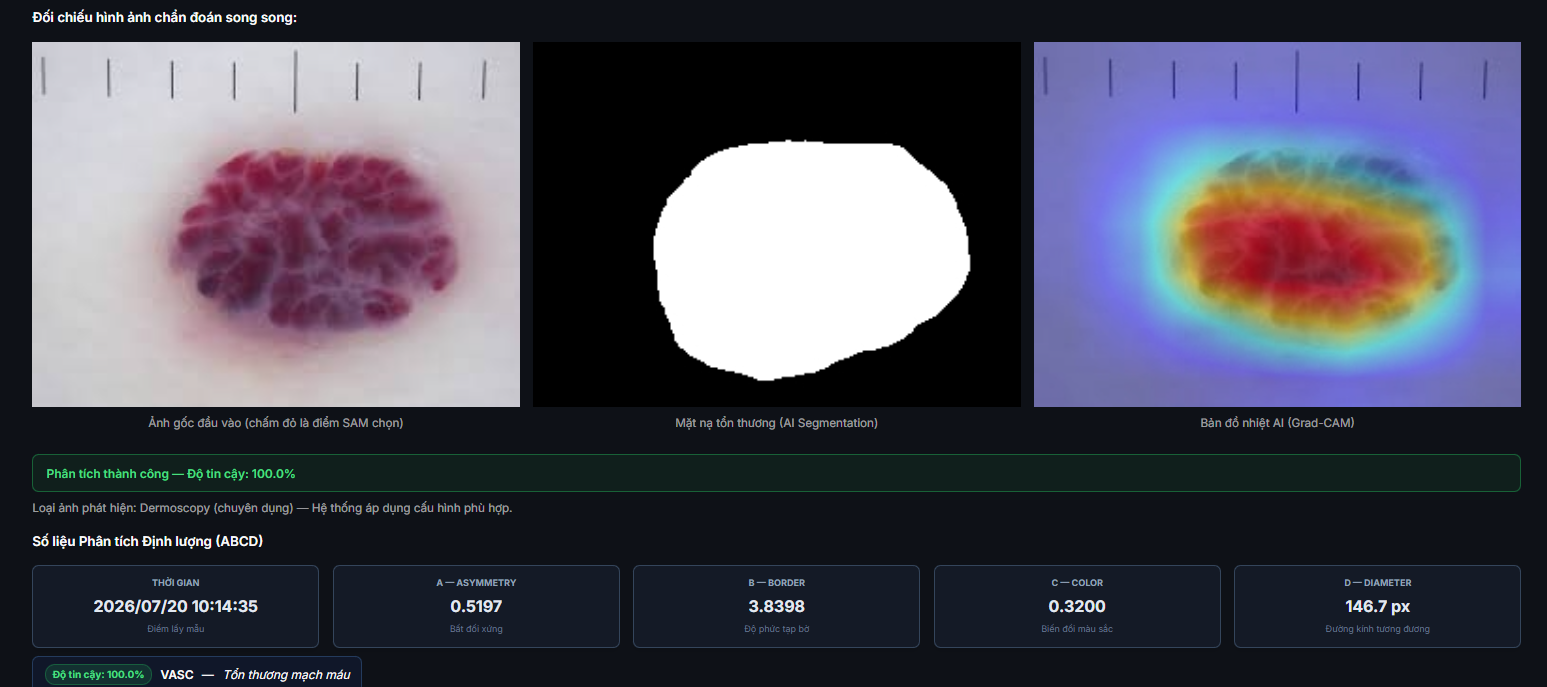 Đối chiếu hình ảnh chẩn đoán song song:
Ảnh gốc đầu vào (chấm đỏ là điểm SAM chọn)
Mặt nạ tổn thương (AI Segmentation)
Bản đồ nhiệt AI (Grad-CAM)
Phân tích thành công — Độ tin cậy: 100.0%
Loại ảnh phát hiện: Dermoscopy (chuyên dụng) — Hệ thống áp dụng cấu hình phù hợp.
Số liệu Phân tích Định lượng (ABCD)
THỜI GIAN
2026/07/20 10:14:35
Điểm lấy mẫu
A — ASYMMETRY
0.5197
Bất đối xứng
B — BORDER
3.8398
Độ phức tạp bờ
C — COLOR
0.3200
Biến đổi màu sắc
D — DIAMETER
146.7 px
Đường kính tương đương
Độ tin cậy: 100.0% VASC — Tổn thương mạch máu